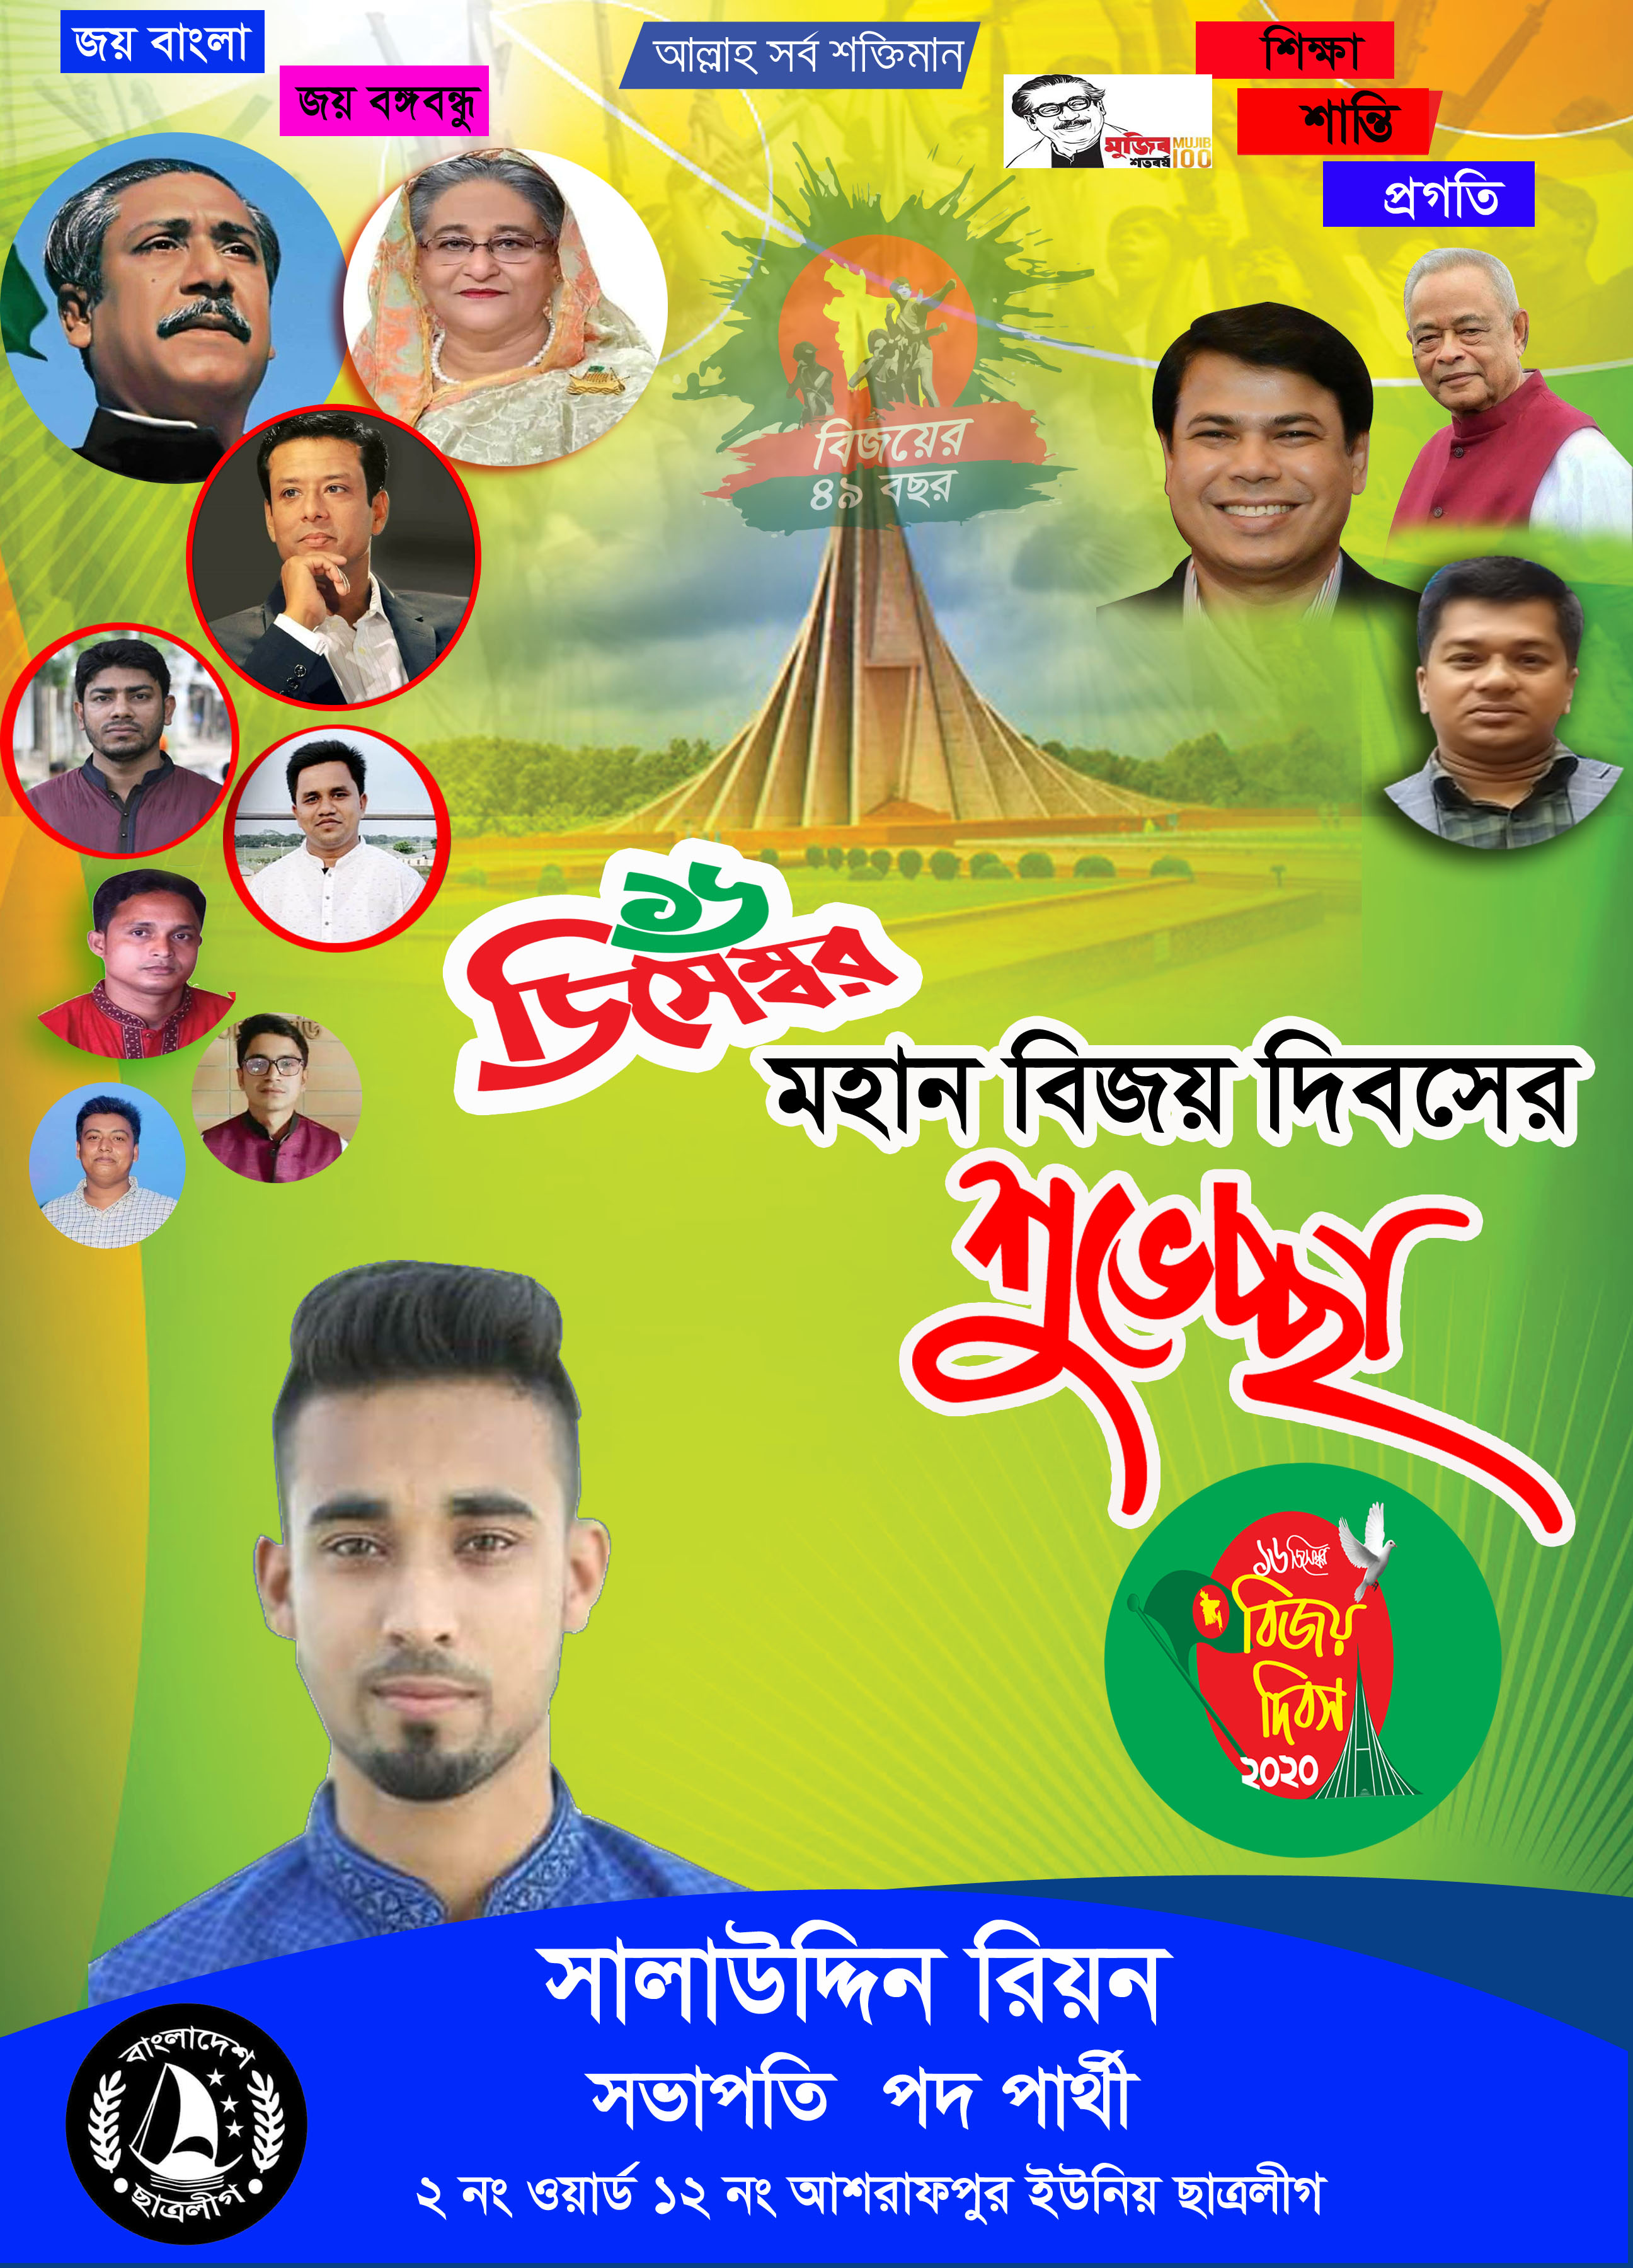 জয় বাংলা
জয় বঙ্গবন্ধু
আল্লাহ সর্ব শক্তিমান
শিক্ষা
শান্তি
প্রগতি
মুজিব
শতবর্ষ
MUJIB
100
বিজয়ের
৪৯ বছর
১৬
ডিসেম্বর
মহান বিজয় দিবসের
শুভেচ্ছা
১৬ ডিসেম্বর
বিজয়
দিবস
২০২০
সালাউদ্দিন রিয়ন
সভাপতি পদ পার্থী
২ নং ওয়ার্ড ১২ নং আশরাফপুর ইউনিয় ছাত্রলীগ
বাংলাদেশ
ছাত্রলীগ